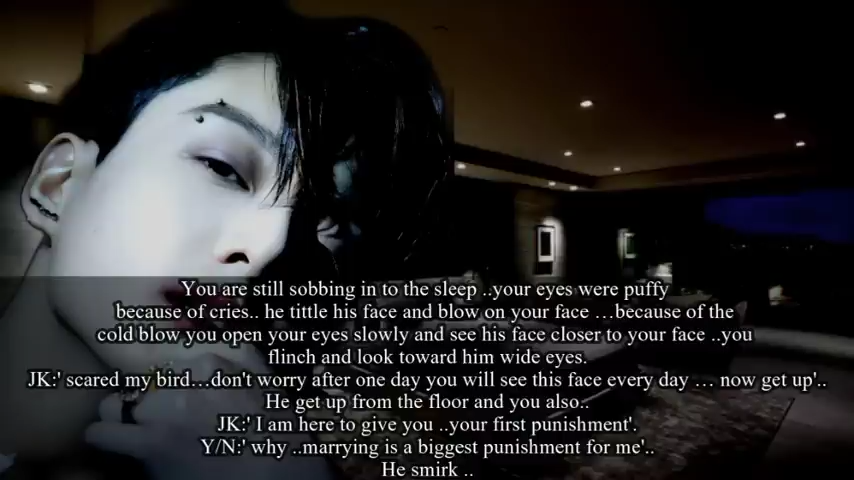 You are still sobbing in to the sleep ..your eyes were puffy
because of cries.. he tittle his face and blow on your face …because of the
cold blow you open your eyes slowly and see his face closer to your face ..you
flinch and look toward him wide eyes.
JK:' scared my bird…don't worry after one day you will see this face every day … now get up'..
He get up from the floor and you also..
JK:' I am here to give you ..your first punishment'.
Y/N:' why ..marrying is a biggest punishment for me'..
He smirk ..